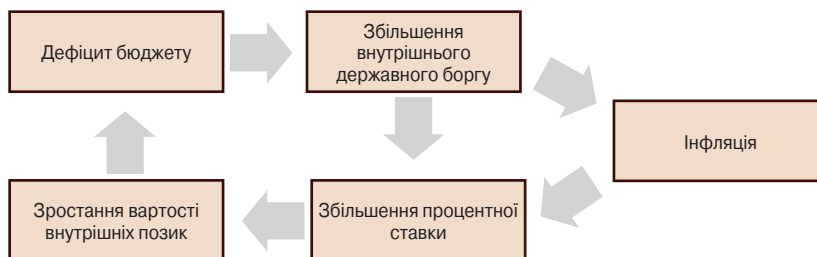 Дефіцит бюджету
Збільшення
внутрішнього
державного боргу
Інфляція
Зростання вартості
внутрішніх позик
Збільшення процентної
ставки